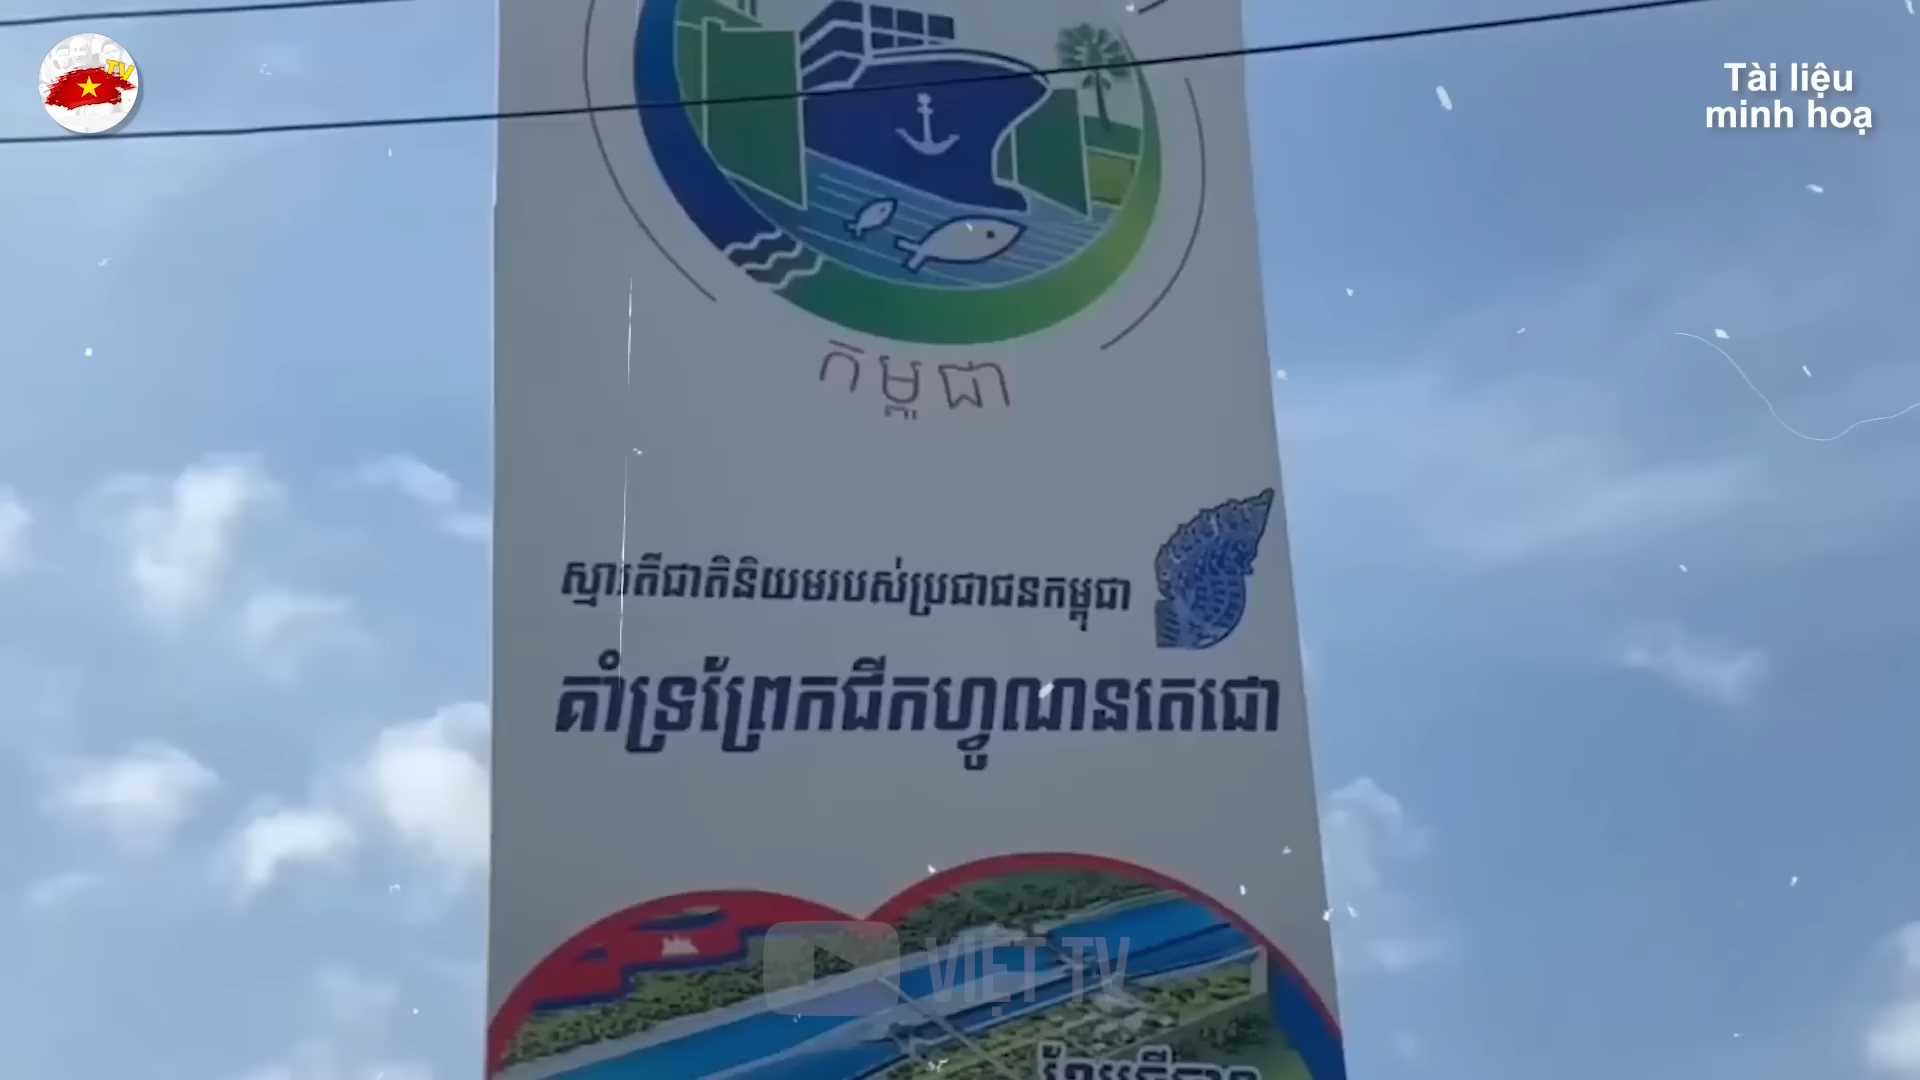 TV
Tài liệu
minh hoạ
កម្ពុជា
ស្មារតីជាតិនិយមរបស់ប្រជាជនកម្ពុជា
គាំទ្រព្រែកជីកហ្វូណនតេជោ
VIỆT TV